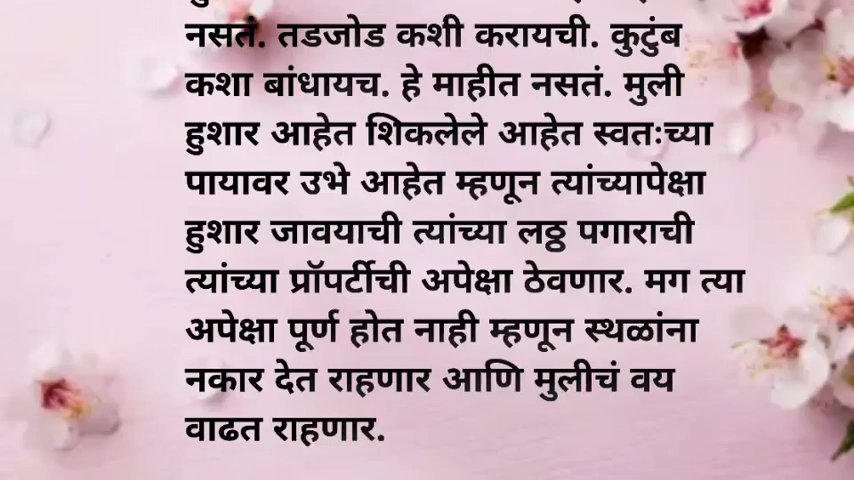 नसतं. तडजोड कशी करायची. कुटुंब
कशा बांधायच. हे माहीत नसतं. मुली
हुशार आहेत शिकलेले आहेत स्वतःच्या
पायावर उभे आहेत म्हणून त्यांच्यापेक्षा
हुशार जावयाची त्यांच्या लठ्ठ पगाराची
त्यांच्या प्रॉपर्टीची अपेक्षा ठेवणार. मग त्या
अपेक्षा पूर्ण होत नाही म्हणून स्थळांना
नकार देत राहणार आणि मुलीचं वय
वाढत राहणार.